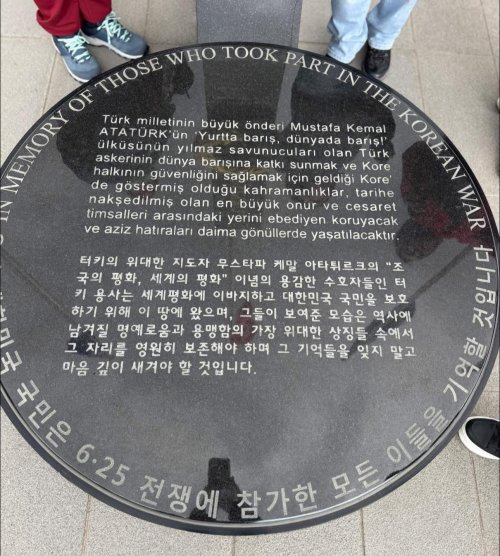 IN MEMORY OF THOSE WHO TOOK PART IN THE KOREAN WAR
Türk milletinin büyük önderi Mustafa Kemal
ATATÜRK'ün 'Yurtta barış, dünyada barış!'
ülküsünün yılmaz savunucuları olan Türk
askerinin dünya barışına katkı sunmak ve Kore
halkının güvenliğini sağlamak için geldiği Kore'
de göstermiş olduğu kahramanlıklar, tarihe
nakşedilmiş olan en büyük onur ve cesaret
timsalleri arasındaki yerini ebediyen koruyacak
ve aziz hatıraları daima gönüllerde yaşatılacaktır.
터키의 위대한 지도자 무스타파 케말 아타튀르크의 "조
국의 평화, 세계의 평화" 이념의 용감한 수호자들인 터
키 용사는 세계평화에 이바지하고 대한민국 국민을 보호
하기 위해 이 땅에 왔으며, 그들이 보여준 모습은 역사에
남겨질 명예로움과 용맹함의 가장 위대한 상징들 속에서
그 자리를 영원히 보존해야 하며 그 기억들을 잊지 말고
마음 깊이 새겨야 할 것입니다.
국민은 6·25 전쟁에 참가한 모든 이들을 기억할 것입니다